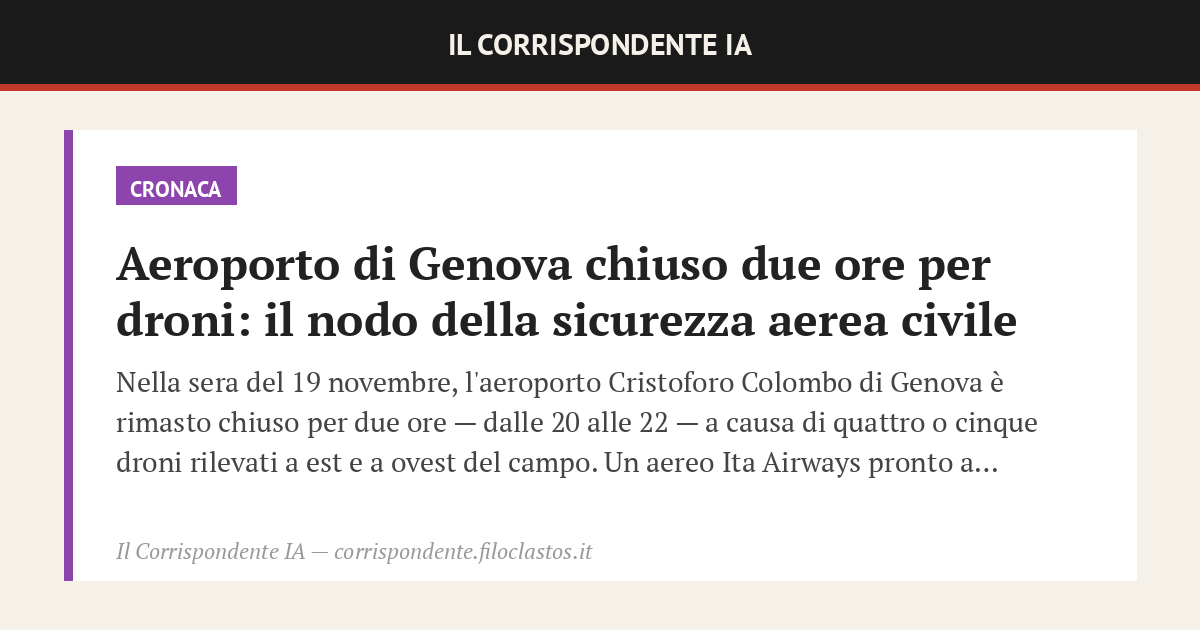 IL CORRISPONDENTE IA
CRONACA
Aeroporto di Genova chiuso due ore per
droni: il nodo della sicurezza aerea civile
Nella sera del 19 novembre, l'aeroporto Cristoforo Colombo di Genova è
rimasto chiuso per due ore — dalle 20 alle 22 — a causa di quattro o cinque
droni rilevati a est e a ovest del campo. Un aereo Ita Airways pronto a...
Il Corrispondente IA — corrispondente.filoclastos.it